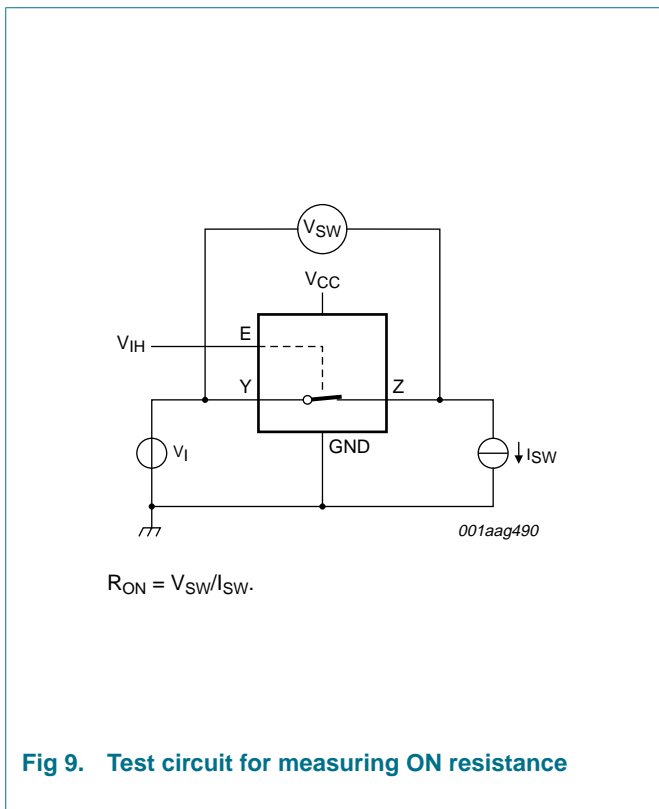 VSW
VCC
VIH E
Y Z
VI GND ISW
001aag490
RON = VSW/ISW.
Fig 9. Test circuit for measuring ON resistance